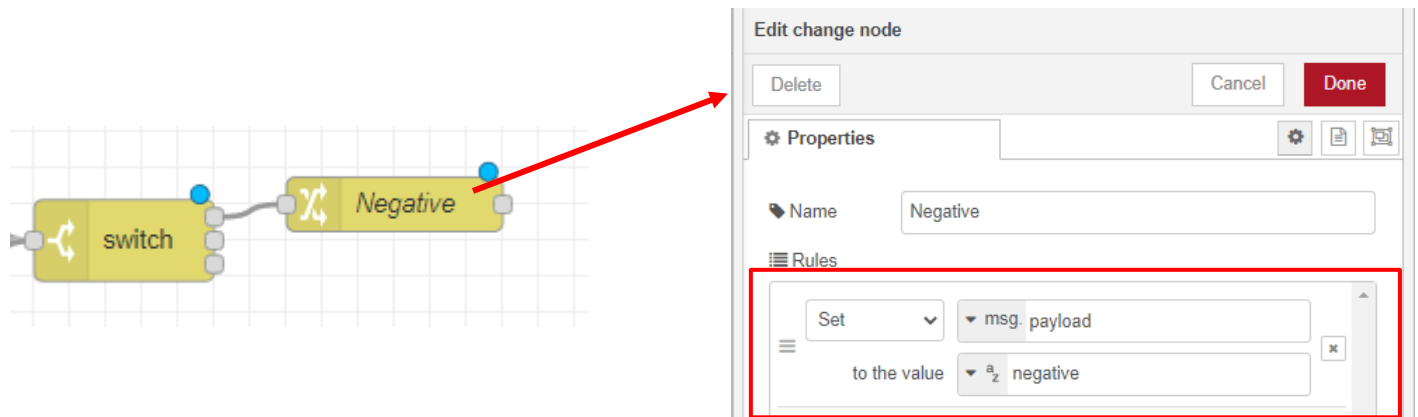 switch
Negative
Edit change node
Delete
Cancel
Done
Properties
Name
Negative
Rules
Set
msg. payload
to the value
az negative